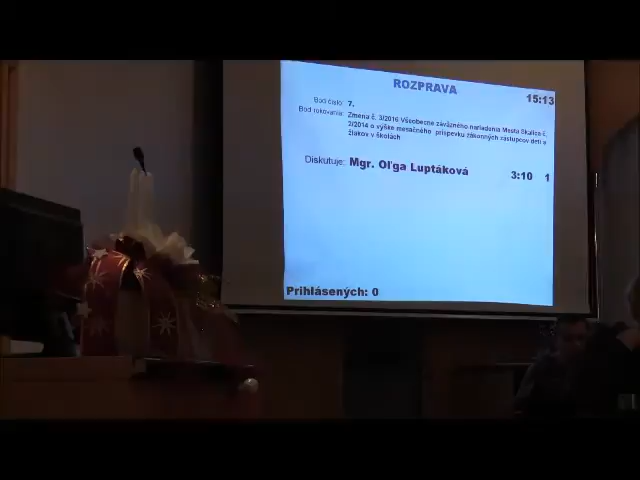 ROZPRAVA
15:13
Bod číslo: 7.
Bod rokovania: Zmena č. 3/2016 Všeobecne záväzného nariadenia Mesta Skalica č.
2/2014 o výške mesačného príspevku zákonných zástupcov detí a
žiakov v školách
Diskutuje: Mgr. Oľga Luptáková 3:10 1
Prihlásených: 0